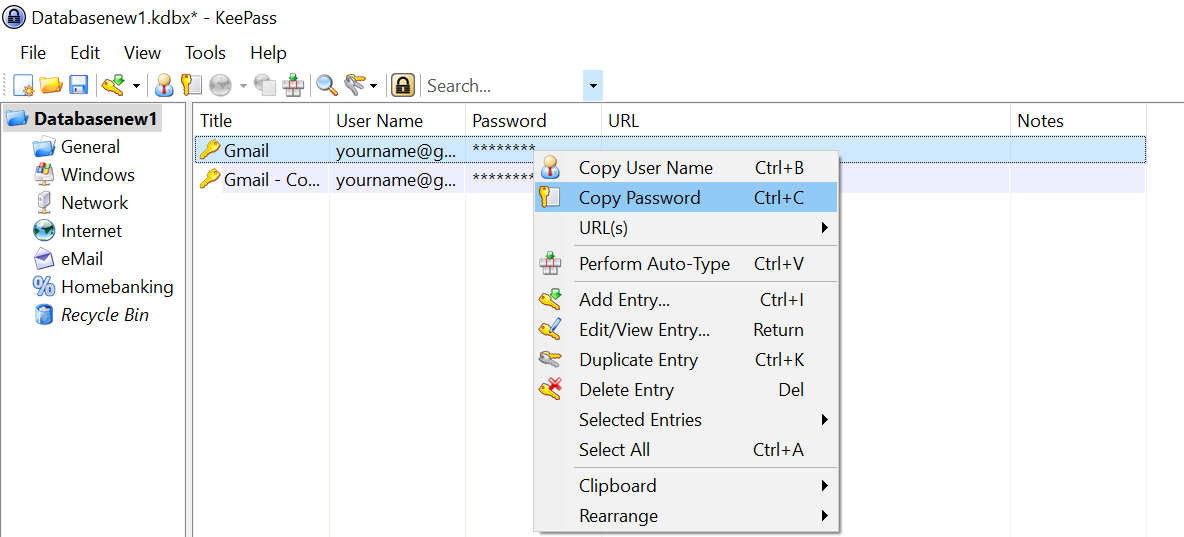 Databasenew1.kdbx* - KeePass
File Edit View Tools Help
Search...
Databasenew1
General
Windows
Network
Internet
eMail
Homebanking
Recycle Bin
Title User Name Password URL Notes
Gmail yourname@g... ********
Gmail - Co... yourname@g... ********
Copy User Name Ctrl+B
Copy Password Ctrl+C
URL(s)
Perform Auto-Type Ctrl+V
Add Entry... Ctrl+I
Edit/View Entry... Return
Duplicate Entry Ctrl+K
Delete Entry Del
Selected Entries
Select All Ctrl+A
Clipboard
Rearrange